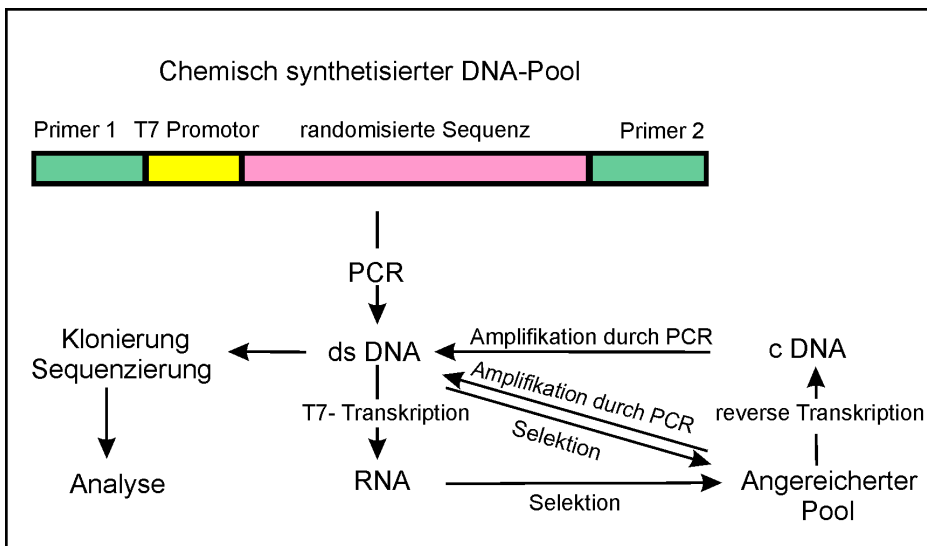 Chemisch synthetisierter DNA-Pool
Primer 1 T7 Promotor randomisierte Sequenz Primer 2
PCR
Klonierung
Sequenzierung
ds DNA
Amplifikation durch PCR
c DNA
Amplifikation durch PCR
Selektion
T7- Transkription
reverse Transkription
Analyse
RNA
Selektion
Angereicherter
Pool